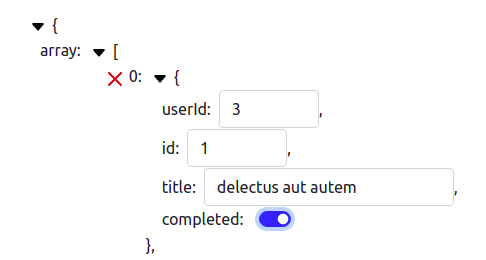 {
array: [
0: {
userId: 3,
id: 1,
title: delectus aut autem,
completed:
},